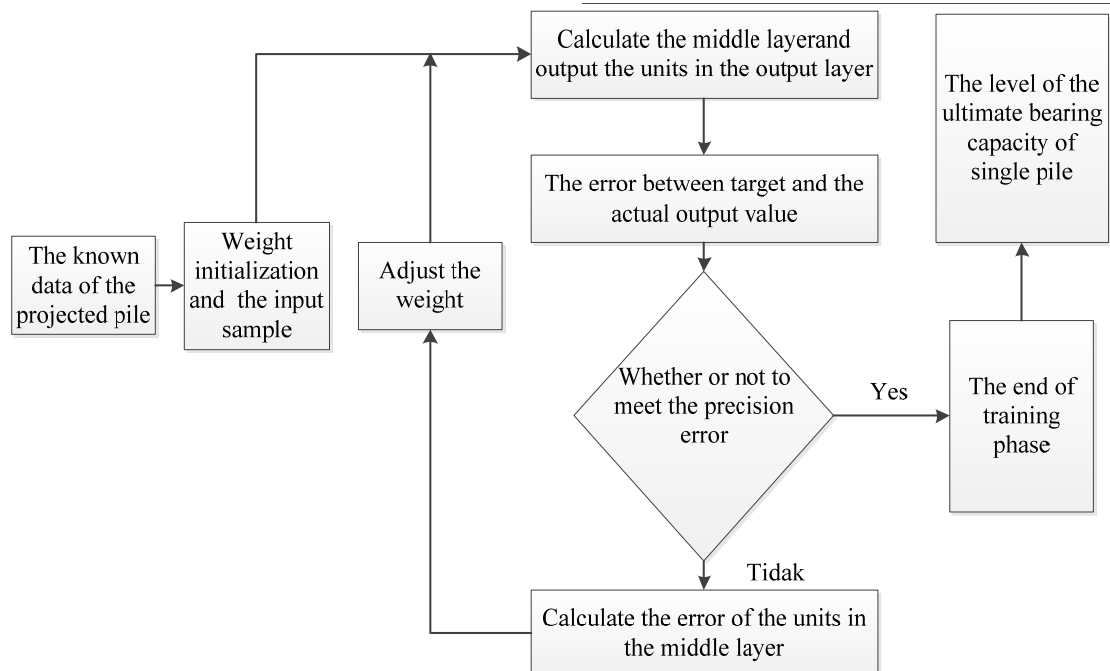 The known
data of the
projected pile
Weight
initialization
and the input
sample
Adjust the
weight
Calculate the middle layerand
output the units in the output layer
The error between target and the
actual output value
Whether or not to
meet the precision
error
Yes
Tidak
Calculate the error of the units in
the middle layer
The end of
training
phase
The level of the
ultimate bearing
capacity of
single pile